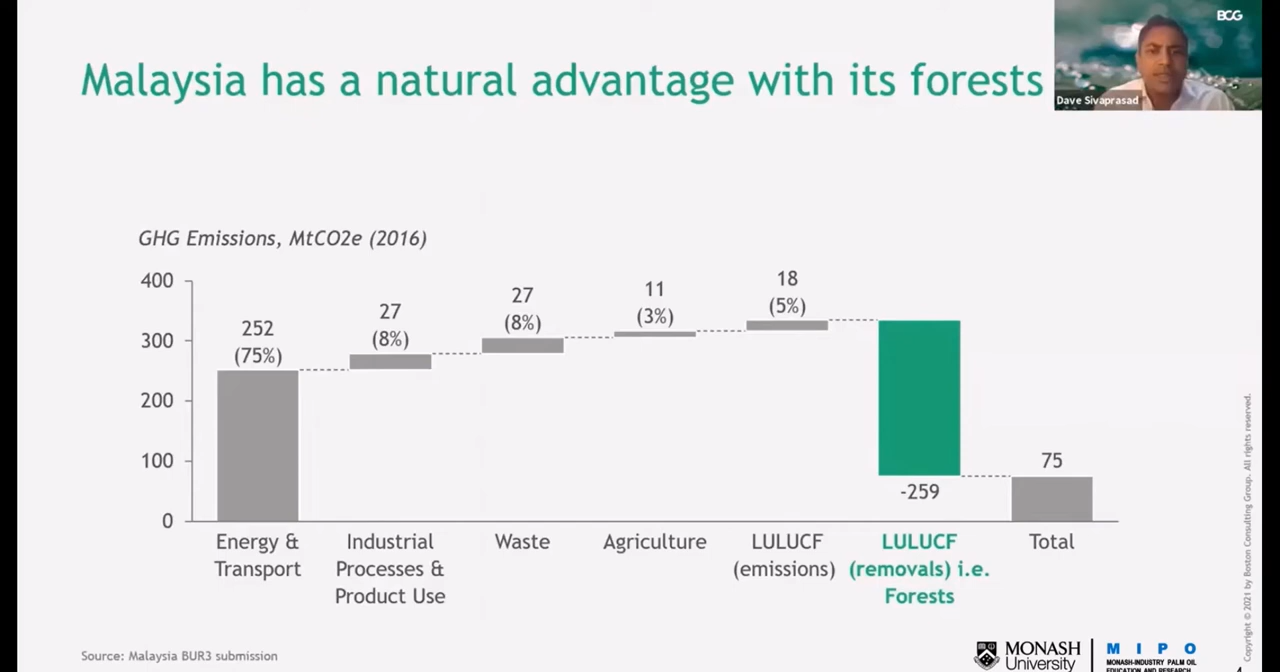 BCG
Malaysia has a natural advantage with its forests
Dave Sivaprasad
GHG Emissions, MtCO2e (2016)
400
300
200
100
0
252
(75%)
27
(8%)
27
(8%)
11
(3%)
18
(5%)
-259
75
Energy &
Transport
Industrial
Processes &
Product Use
Waste
Agriculture
LULUCF
(emissions)
LULUCF
(removals) i.e.
Forests
Total
Source: Malaysia BUR3 submission
MONASH
University
MIPO
MONASH-INDUSTRY PALM OIL
EDUCATION AND RESEARCH
Copyright © 2021 by Boston Consulting Group. All rights reserved.